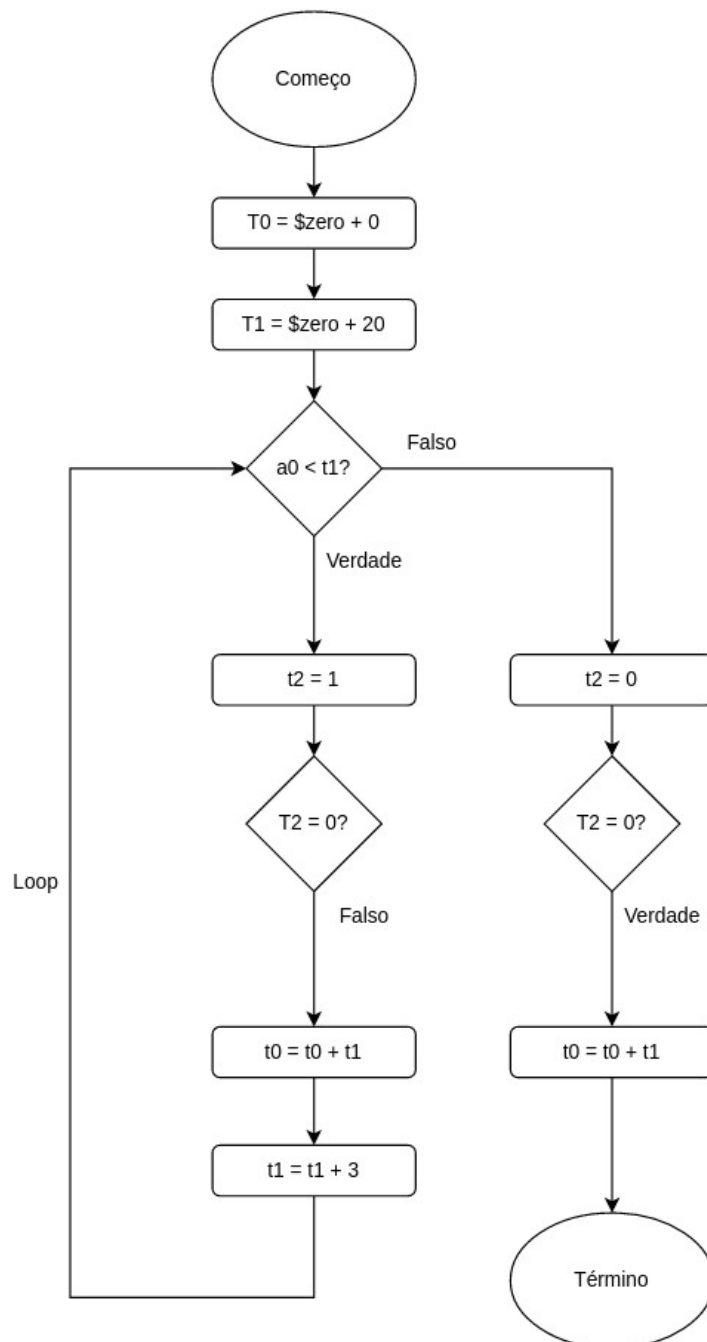 Começo
T0 = $zero + 0
T1 = $zero + 20
a0 < t1?
Falso
Verdade
t2 = 1
t2 = 0
T2 = 0?
T2 = 0?
Loop
Falso
Verdade
t0 = t0 + t1
t0 = t0 + t1
t1 = t1 + 3
Término